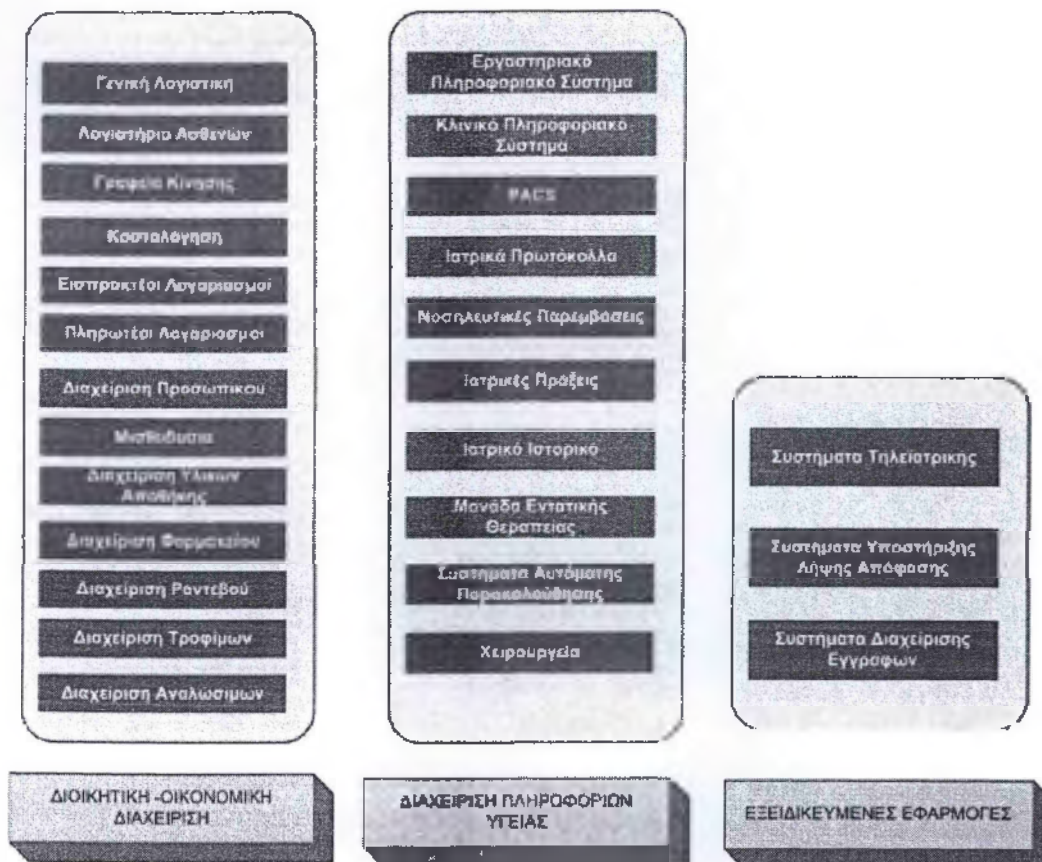 Γενική Λογιστική
Λογιστήριο Ασθενών
Γραφείο Κίνησης
Κοστολόγηση
Εισπρακτέοι Λογαριασμοί
Πληρωτέοι Λογαριασμοι
Διαχείριση Προσωπικού
Μισθοδοσια
Διαχείριση Υλικών
Αποθήκης
Διαχείριση Φαρμακείου
Διαχείριση Ραντεβού
Διαχείριση Τροφίμων
Διαχείριση Αναλώσιμων
ΔΙΟΙΚΗΤΙΚΗ -ΟΙΚΟΝΟΜΙΚΗ
ΔΙΑΧΕΙΡΙΣΗ
Εργαστηριακό
Πληροφοριακό Σύστημα
Κλινικό Πληροφοριακό
Σύστημα
PACS
Ιατρικά Πρωτόκολλα
Νοσηλευτικές Παρεμβάσεις
Ιατρικές Πράξεις
Ιατρικό Ιστορικό
Μονάδα Εντατικής
Θεραπείας
Συστήματα Αυτόματης
Παρακολούθησης
Χειρουργεία
ΔΙΑΧΕΙΡΙΣΗ ΠΛΗΡΟΦΟΡΙΩΝ
ΥΓΕΙΑΣ
Συστήματα Τηλεϊατρικής
Συστήματα Υποστήριξης
Λήψης Απόφασης
Συστήματα Διαχείρισης
Εγγράφων
ΕΞΕΙΔΙΚΕΥΜΕΝΕΣ ΕΦΑΡΜΟΓΕΣ